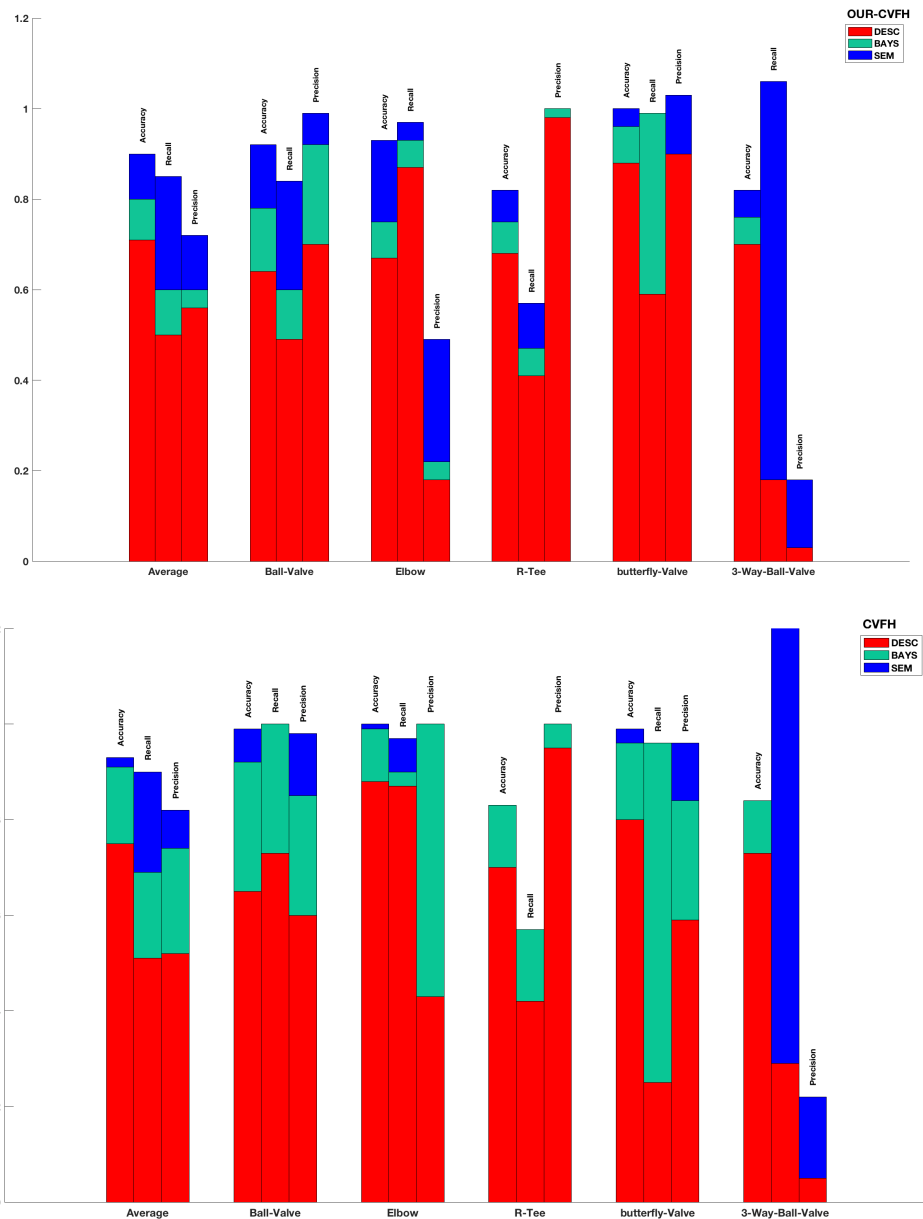 OUR-CVFH
DESC
BAYS
SEM
1.2
1
0.8
0.6
0.4
0.2
0
Accuracy
Recall
Precision
Accuracy
Recall
Precision
Accuracy
Recall
Precision
Accuracy
Recall
Precision
Accuracy
Recall
Precision
Accuracy
Recall
Precision
Average
Ball-Valve
Elbow
R-Tee
butterfly-Valve
3-Way-Ball-Valve
CVFH
DESC
BAYS
SEM
Accuracy
Recall
Precision
Accuracy
Recall
Precision
Accuracy
Recall
Precision
Accuracy
Recall
Precision
Accuracy
Recall
Precision
Accuracy
Precision
Average
Ball-Valve
Elbow
R-Tee
butterfly-Valve
3-Way-Ball-Valve